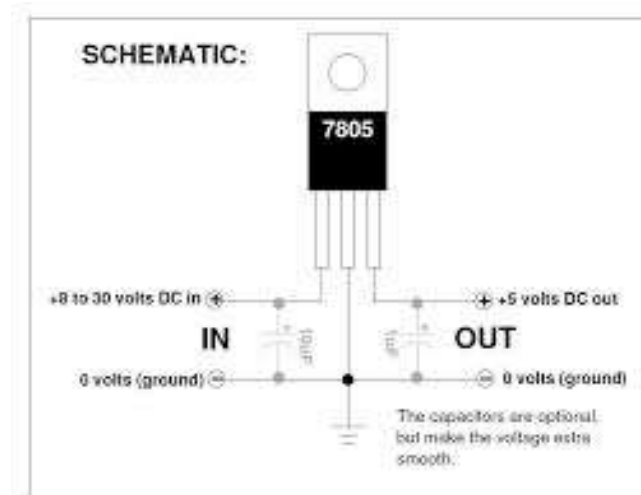 SCHEMATIC:
7805
+8 to 30 volts DC in
+5 volts DC out
IN
10uF
1uF
OUT
0 volts (ground)
0 volts (ground)
The capacitors are optional,
but make the voltage extra
smooth.